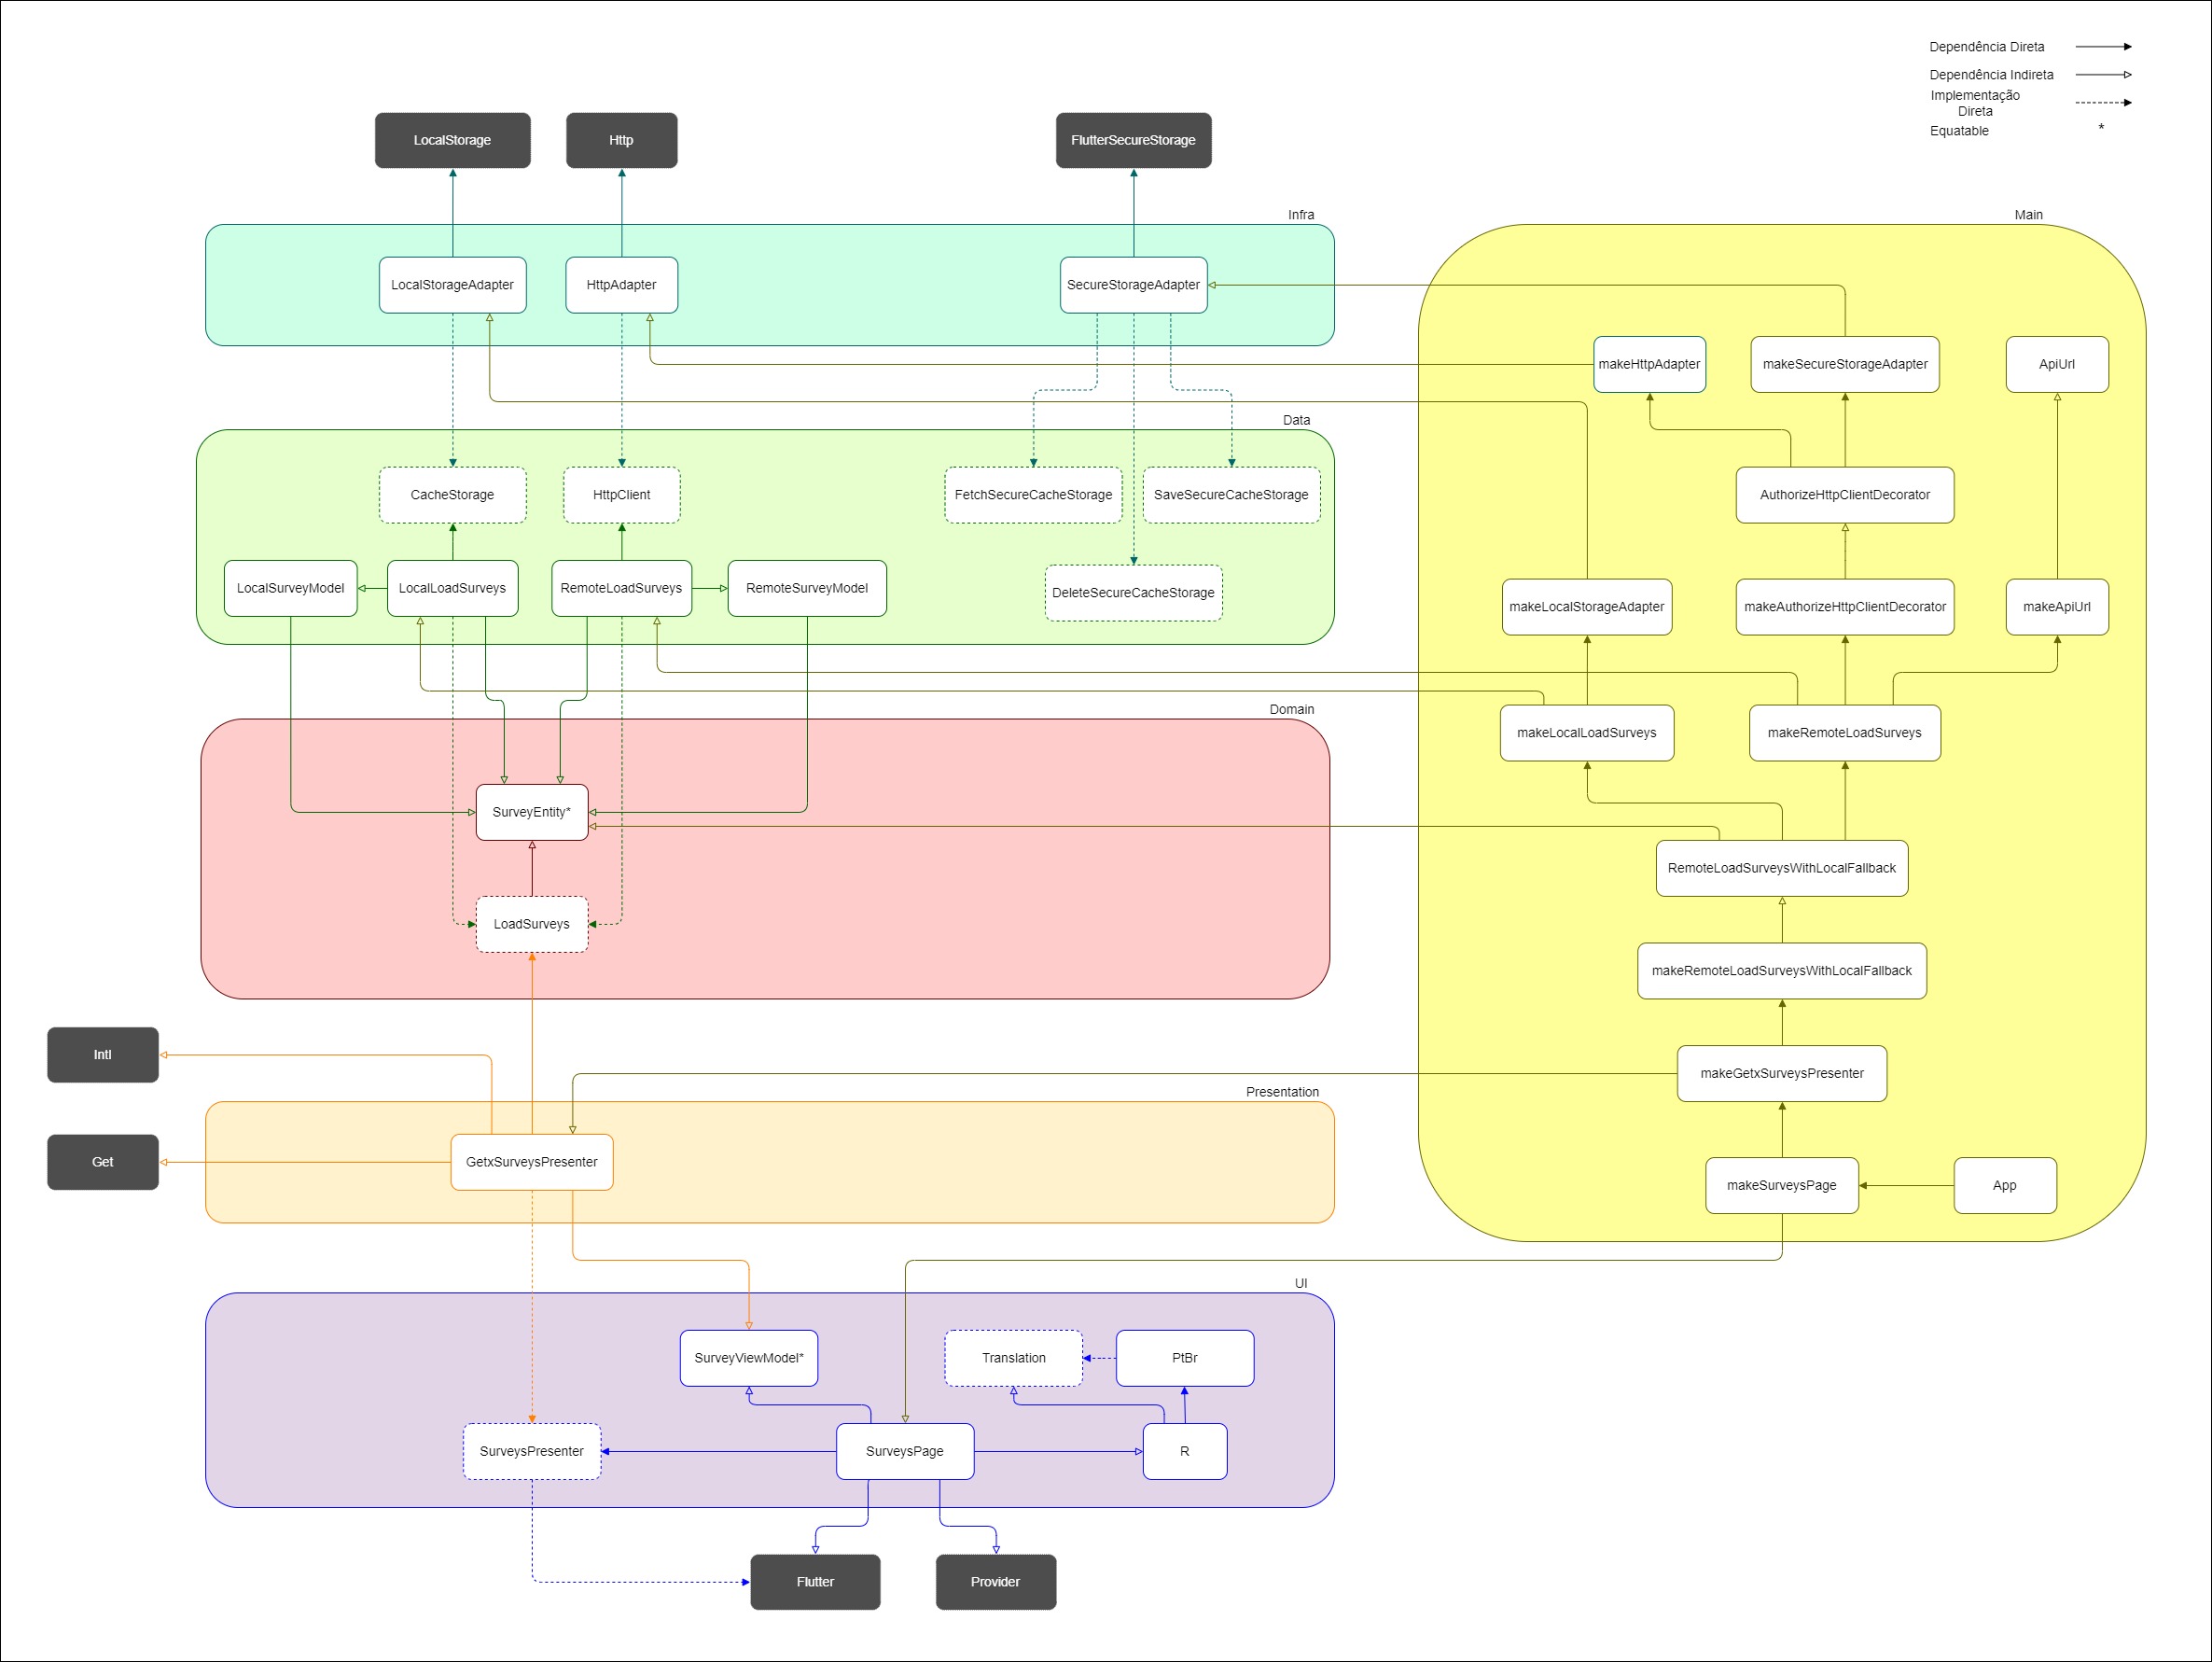 Dependência Direta
Dependência Indireta
Implementação
Direta
Equatable *
LocalStorage
Http
FlutterSecureStorage
Infra
Main
LocalStorageAdapter
HttpAdapter
SecureStorageAdapter
makeHttpAdapter
makeSecureStorageAdapter
ApiUrl
Data
CacheStorage
HttpClient
FetchSecureCacheStorage
SaveSecureCacheStorage
AuthorizeHttpClientDecorator
LocalSurveyModel
LocalLoadSurveys
RemoteLoadSurveys
RemoteSurveyModel
DeleteSecureCacheStorage
makeLocalStorageAdapter
makeAuthorizeHttpClientDecorator
makeApiUrl
Domain
makeLocalLoadSurveys
makeRemoteLoadSurveys
SurveyEntity*
RemoteLoadSurveysWithLocalFallback
LoadSurveys
makeRemoteLoadSurveysWithLocalFallback
Intl
makeGetxSurveysPresenter
Presentation
Get
GetxSurveysPresenter
makeSurveysPage
App
UI
SurveyViewModel*
Translation
PtBr
SurveysPresenter
SurveysPage
R
Flutter
Provider